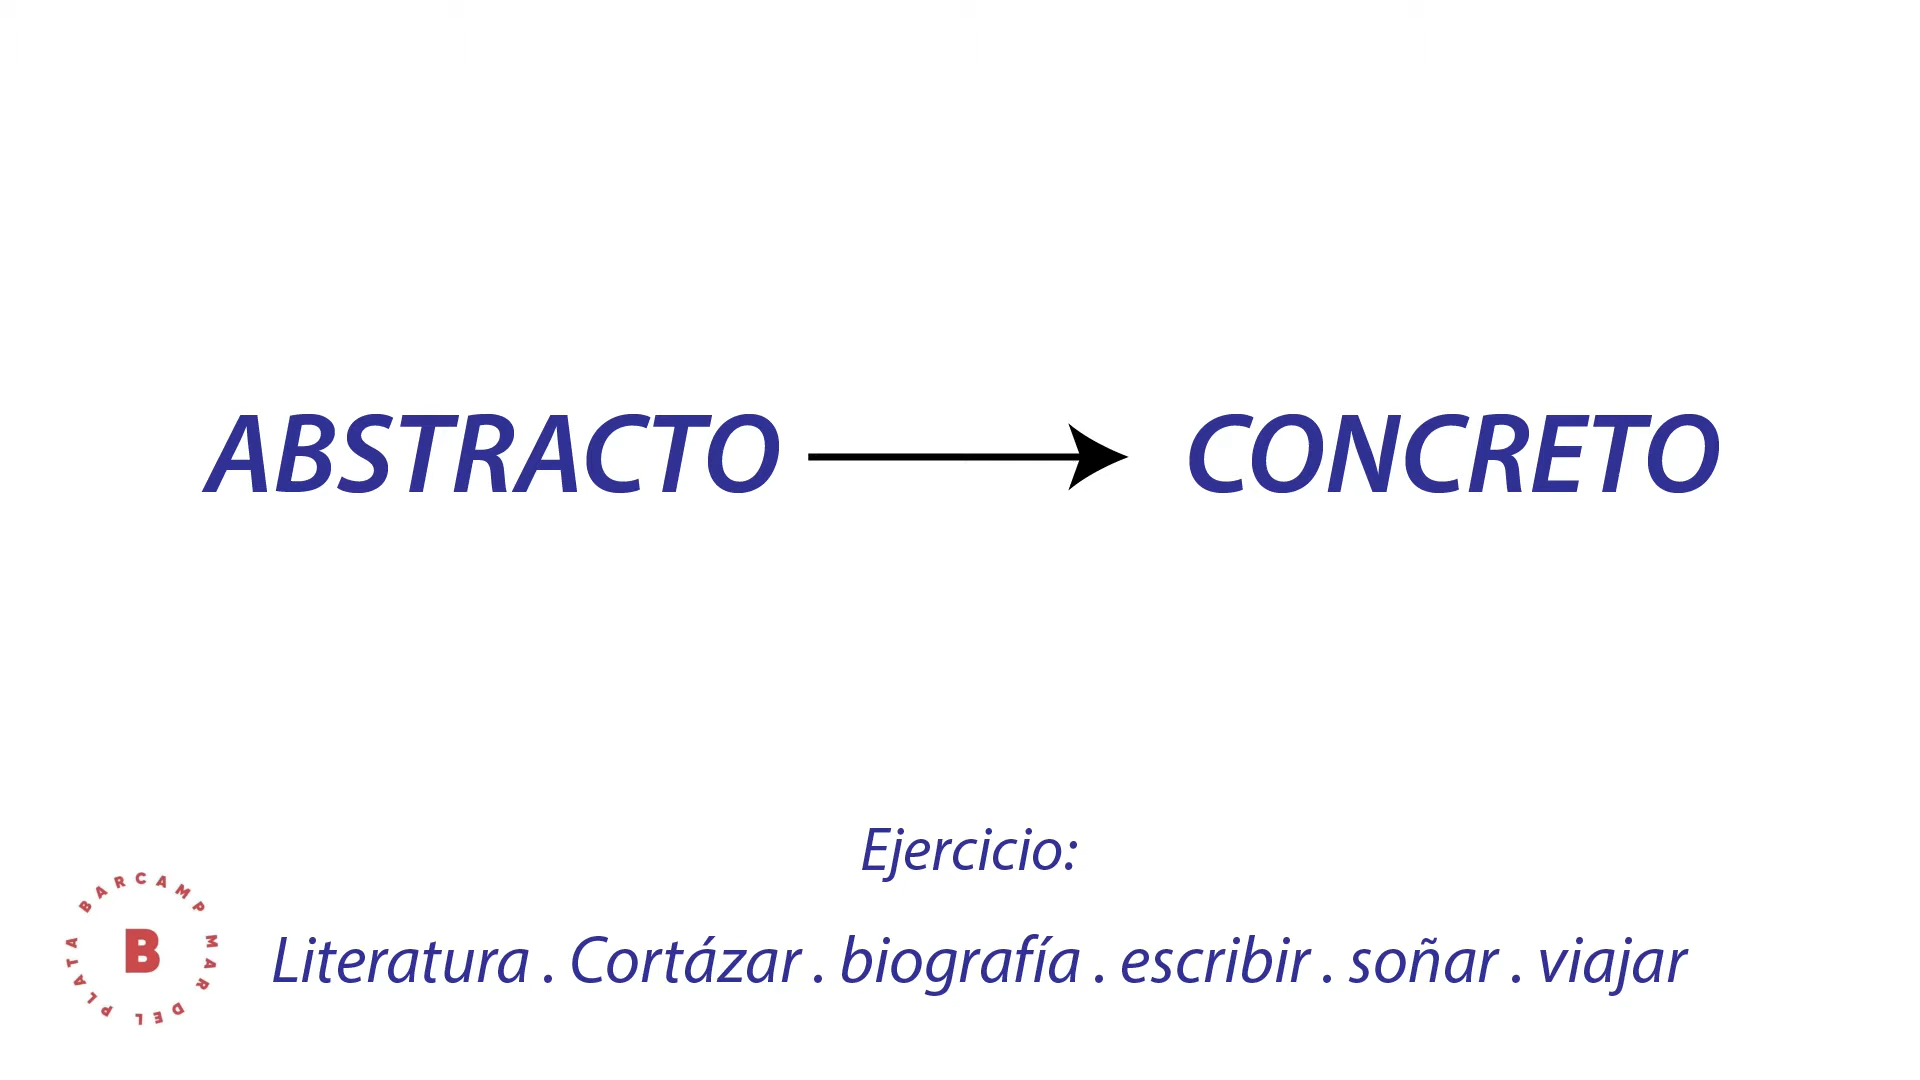 ABSTRACTO CONCRETO
Ejercicio:
Literatura . Cortázar . biografía . escribir . soñar . viajar
BARCAMP MAR DEL PLATA
B